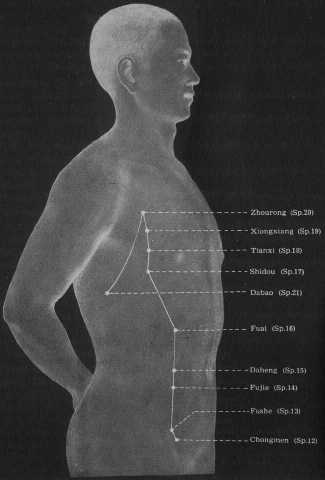 Zhourong (Sp.20)
Xiongxiang (Sp.19)
Tianxi (Sp.18)
Shidou (Sp.17)
Dabao (Sp.21)
Fuai (Sp.16)
Daheng (Sp.15)
Fujie (Sp.14)
Fushe (Sp.13)
Chongmen (Sp.12)